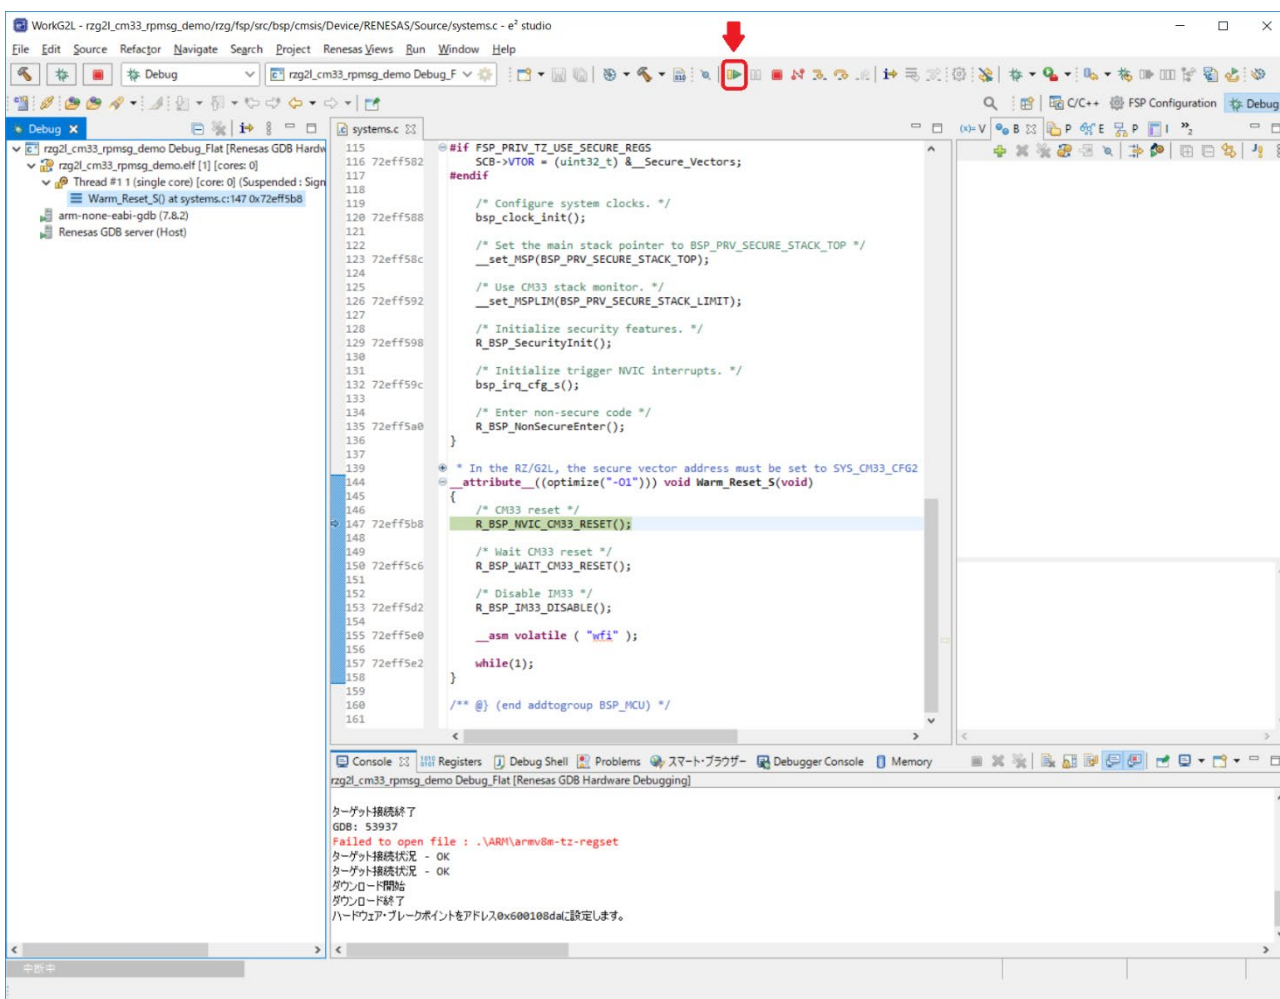 WorkG2L - rzg2l_cm33_rpmsg_demo/rzg/fsp/src/bsp/cmsis/Device/RENESAS/Source/systems.c - e² studio
File Edit Source Refactor Navigate Search Project Renesas Views Run Window Help
Debug
rzg2l_cm33_rpmsg_demo Debug_F
C/C++
FSP Configuration
Debug
Debug
rzg2l_cm33_rpmsg_demo Debug_Flat [Renesas GDB Hardw
rzg2l_cm33_rpmsg_demo.elf [1] [cores: 0]
Thread #1 1 (single core) [core: 0] (Suspended : Sign
Warm_Reset_S() at systems.c:147 0x72eff5b8
arm-none-eabi-gdb (7.8.2)
Renesas GDB server (Host)
systems.c
(x)= V B P E P I
115 #if FSP_PRIV_TZ_USE_SECURE_REGS
116 72eff582 SCB->VTOR = (uint32_t) &__Secure_Vectors;
117 #endif
118
119 /* Configure system clocks. */
120 72eff588 bsp_clock_init();
121
122 /* Set the main stack pointer to BSP_PRV_SECURE_STACK_TOP */
123 72eff58c __set_MSP(BSP_PRV_SECURE_STACK_TOP);
124
125 /* Use CM33 stack monitor. */
126 72eff592 __set_MSPLIM(BSP_PRV_SECURE_STACK_LIMIT);
127
128 /* Initialize security features. */
129 72eff598 R_BSP_SecurityInit();
130
131 /* Initialize trigger NVIC interrupts. */
132 72eff59c bsp_irq_cfg_s();
133
134 /* Enter non-secure code */
135 72eff5a0 R_BSP_NonSecureEnter();
136 }
137
139 * In the RZ/G2L, the secure vector address must be set to SYS_CM33_CFG2
144 __attribute__((optimize("-O1"))) void Warm_Reset_S(void)
145 {
146 /* CM33 reset */
147 72eff5b8 R_BSP_NVIC_CM33_RESET();
148
149 /* Wait CM33 reset */
150 72eff5c6 R_BSP_WAIT_CM33_RESET();
151
152 /* Disable IM33 */
153 72eff5d2 R_BSP_IM33_DISABLE();
154
155 72eff5e0 __asm volatile ( "wfi" );
156
157 72eff5e2 while(1);
158 }
159
160 /** @} (end addtogroup BSP_MCU) */
161
Console Registers Debug Shell Problems スマート・ブラウザー Debugger Console Memory
rzg2l_cm33_rpmsg_demo Debug_Flat [Renesas GDB Hardware Debugging]
ターゲット接続終了
GDB: 53937
Failed to open file : .\ARM\armv8m-tz-regset
ターゲット接続状況 - OK
ターゲット接続状況 - OK
ダウンロード開始
ダウンロード終了
ハードウェア・ブレークポイントをアドレス0x600108daに設定します。
中断中